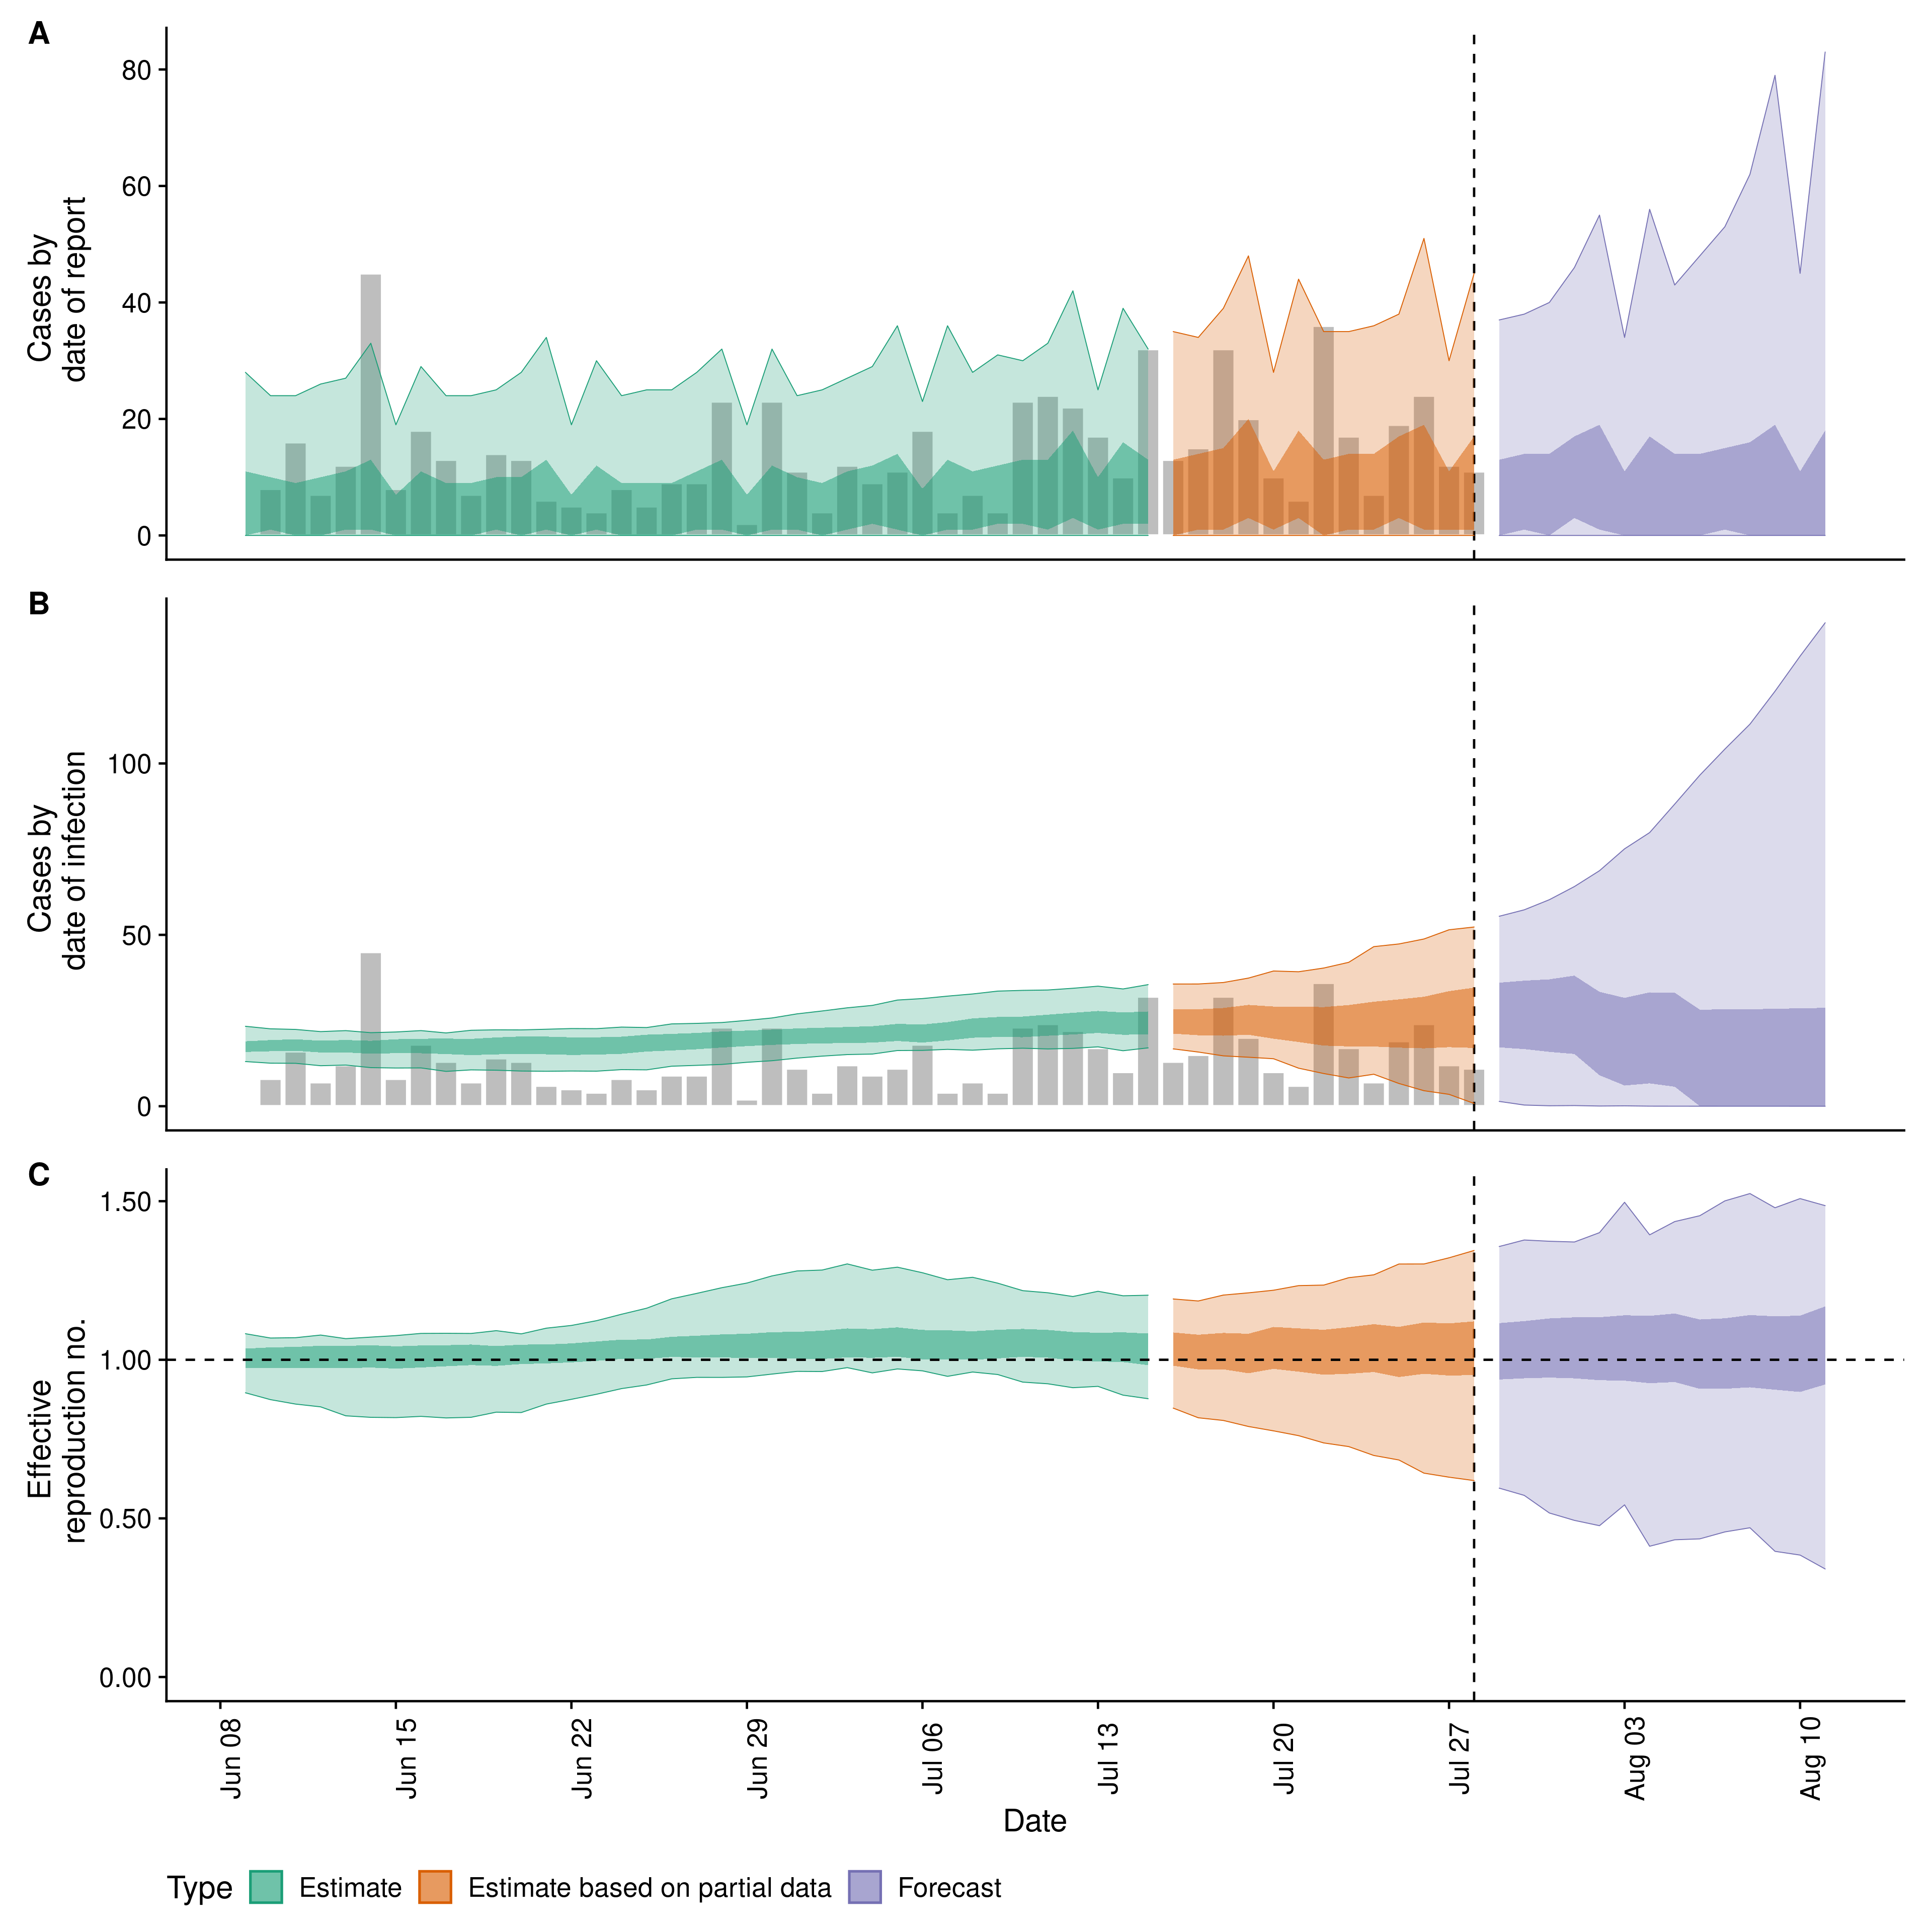 A
80
60
40
20
0
Cases by
date of report
B
100
50
0
Cases by
date of infection
C
1.50
1.00
0.50
0.00
Effective
reproduction no.
Jun 08
Jun 15
Jun 22
Jun 29
Jul 06
Jul 13
Jul 20
Jul 27
Aug 03
Aug 10
Date
Type Estimate Estimate based on partial data Forecast